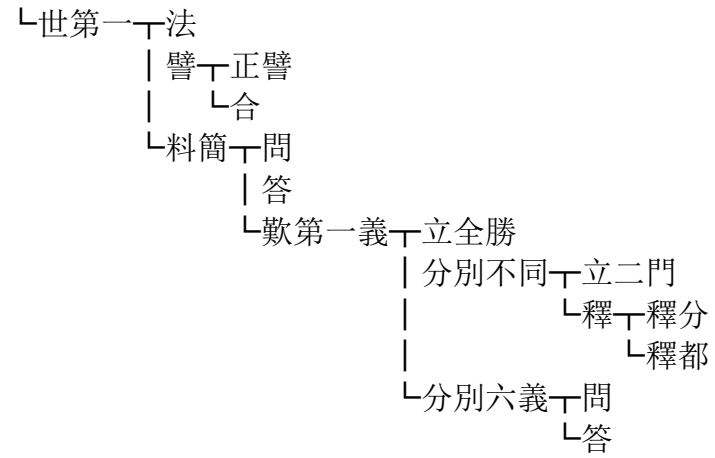 └世第一┬法
│譬┬正譬
│ └合
└料簡┬問
│答
└歎第一義┬立全勝
│分別不同┬立二門
│ └釋┬釋分
│ └釋都
└分別六義┬問
└答